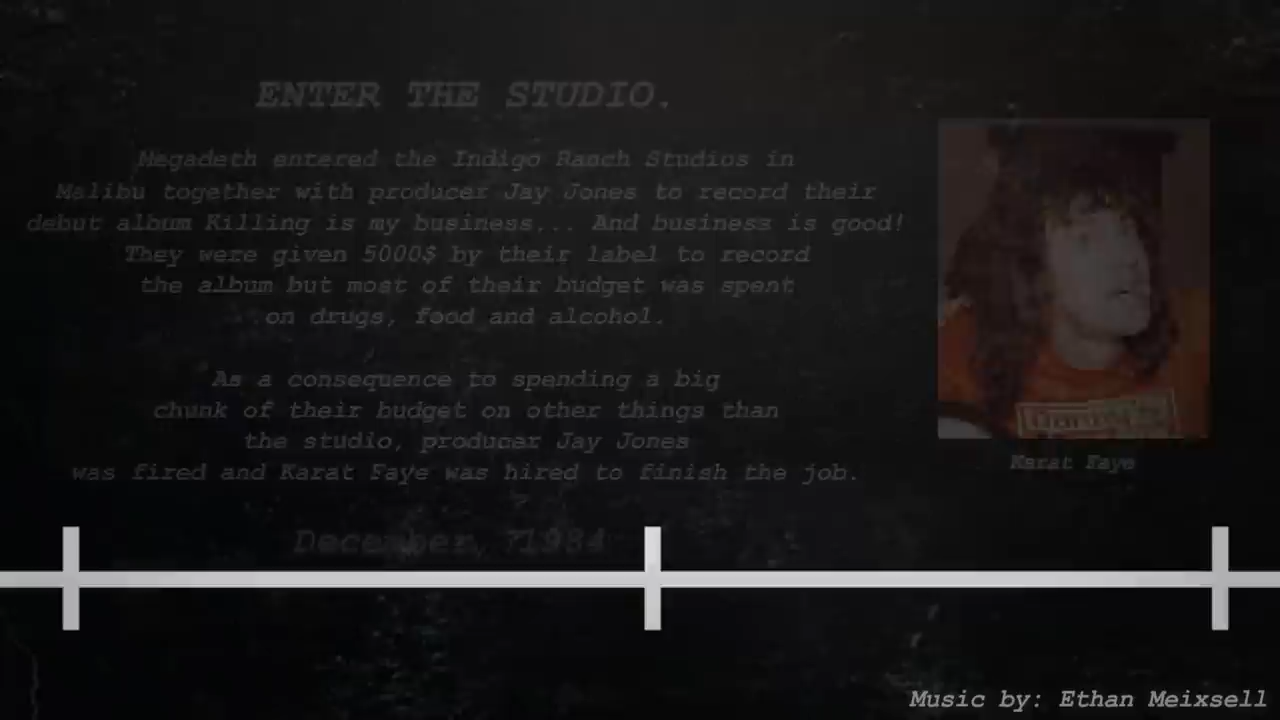 ENTER THE STUDIO.
Megadeth entered the Indigo Ranch Studios in
Malibu together with producer Jay Jones to record their
debut album Killing is my business... And business is good!
They were given 5000$ by their label to record
the album but most of their budget was spent
on drugs, food and alcohol.
As a consequence to spending a big
chunk of their budget on other things than
the studio, producer Jay Jones
was fired and Karat Faye was hired to finish the job.
Karat Faye
December, 1984
Music by: Ethan Meixsell